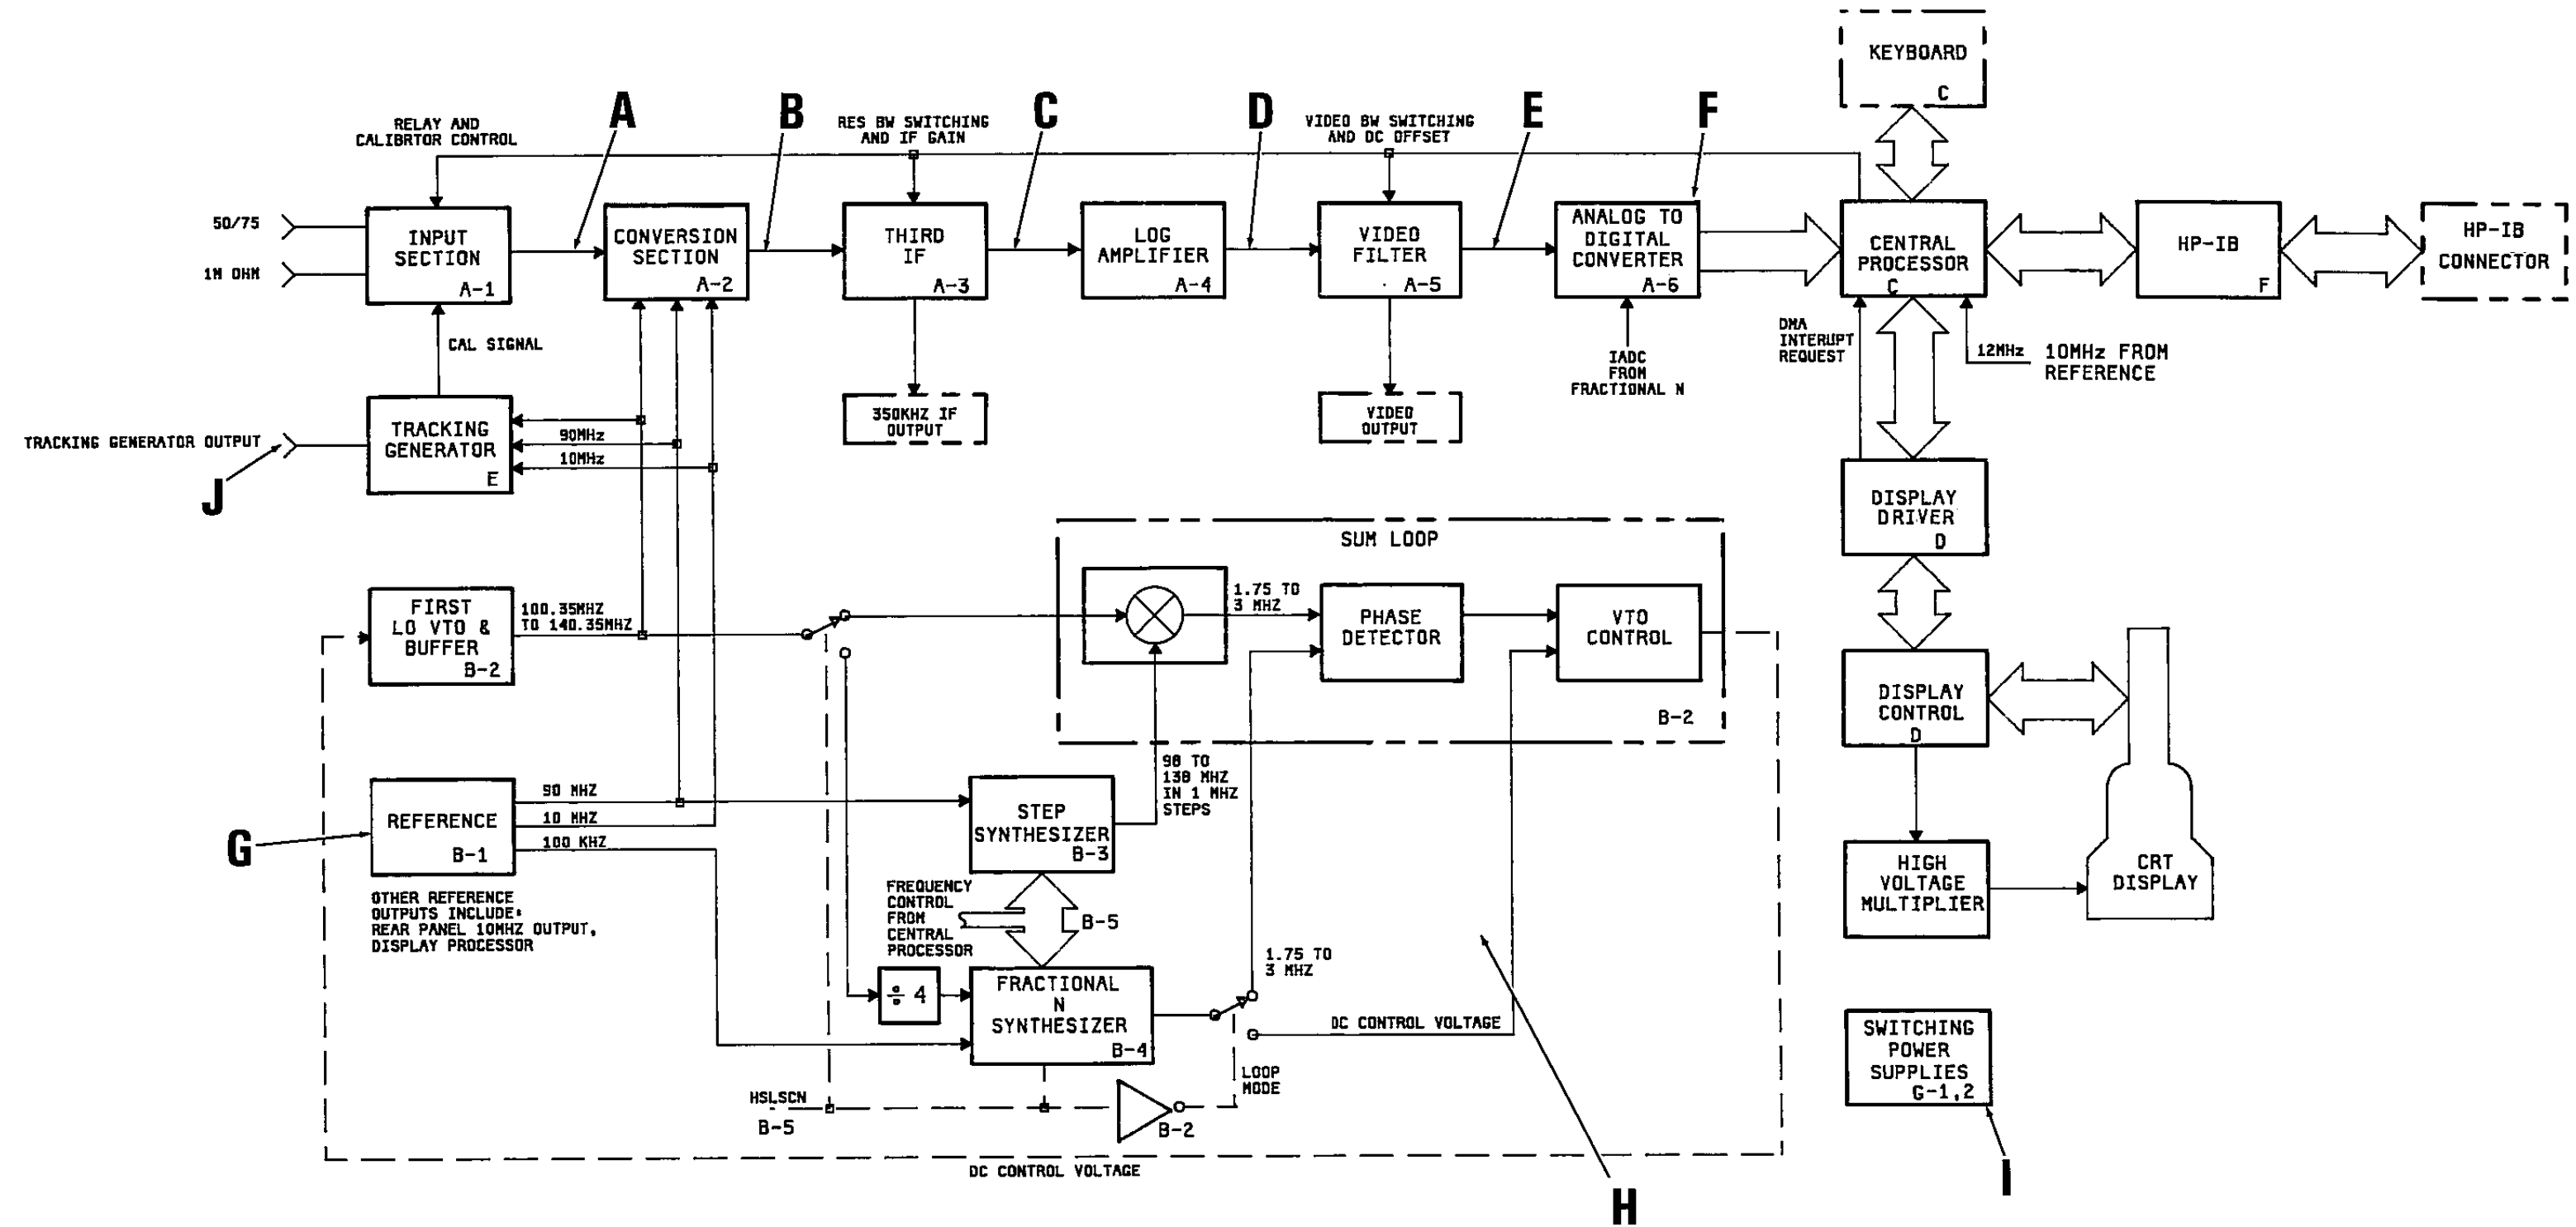 KEYBOARD
C
A
B
C
D
E
F
RELAY AND
CALIBRTOR CONTROL
RES BW SWITCHING
AND IF GAIN
VIDEO BW SWITCHING
AND DC OFFSET
50/75
1M OHM
INPUT
SECTION
A-1
CONVERSION
SECTION
A-2
THIRD
IF
A-3
LOG
AMPLIFIER
A-4
VIDEO
FILTER
A-5
ANALOG TO
DIGITAL
CONVERTER
A-6
CENTRAL
PROCESSOR
C
HP-IB
F
HP-IB
CONNECTOR
CAL SIGNAL
DMA
INTERUPT
REQUEST
12MHz
10MHz FROM
REFERENCE
IADC
FROM
FRACTIONAL N
350KHZ IF
OUTPUT
VIDEO
OUTPUT
TRACKING GENERATOR OUTPUT
J
TRACKING
GENERATOR
E
90MHz
10MHz
DISPLAY
DRIVER
D
SUM LOOP
FIRST
LO VTO &
BUFFER
B-2
100.35MHZ
TO 140.35MHZ
1.75 TO
3 MHZ
PHASE
DETECTOR
VTO
CONTROL
B-2
DISPLAY
CONTROL
D
98 TO
138 MHZ
IN 1 MHZ
STEPS
G
REFERENCE
B-1
90 MHZ
10 MHZ
100 KHZ
STEP
SYNTHESIZER
B-3
HIGH
VOLTAGE
MULTIPLIER
CRT
DISPLAY
OTHER REFERENCE
OUTPUTS INCLUDE:
REAR PANEL 10MHZ OUTPUT,
DISPLAY PROCESSOR
FREQUENCY
CONTROL
FROM
CENTRAL
PROCESSOR
B-5
1.75 TO
3 MHZ
÷ 4
FRACTIONAL
N
SYNTHESIZER
B-4
DC CONTROL VOLTAGE
SWITCHING
POWER
SUPPLIES
G-1,2
LOOP
MODE
HSLSCN
B-5
B-2
DC CONTROL VOLTAGE
H
I